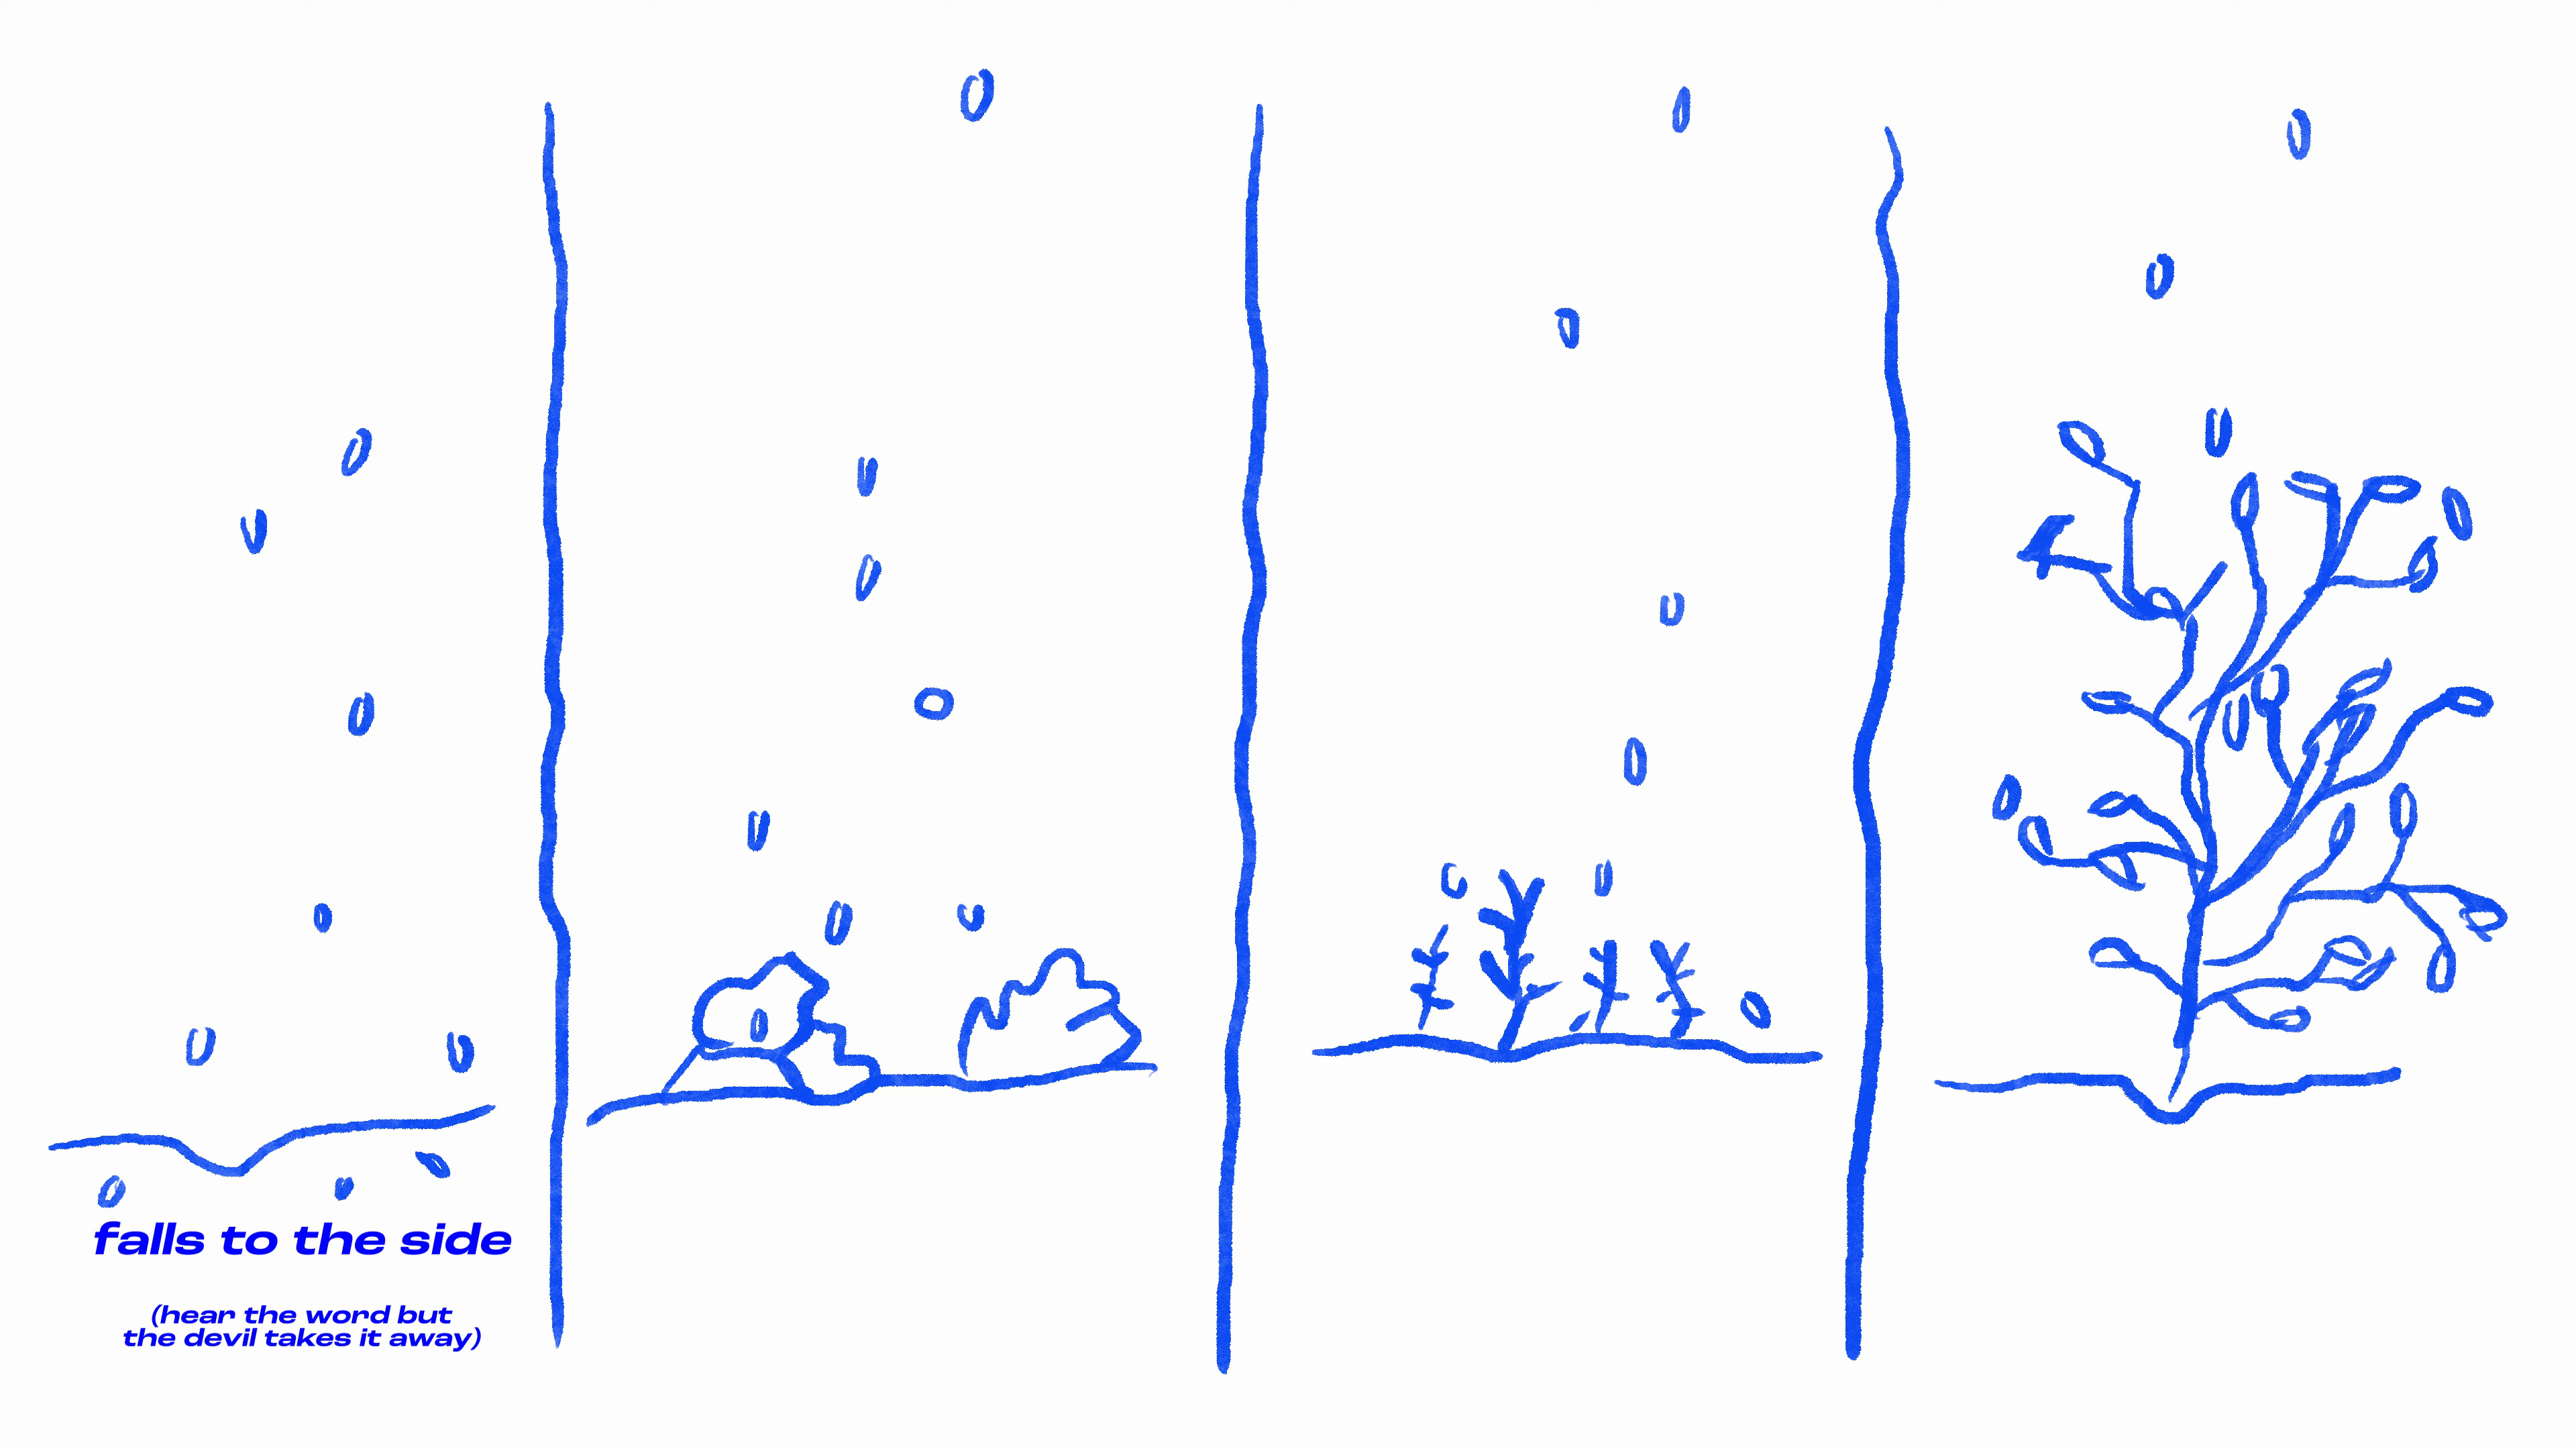 falls to the side
(hear the word but
the devil takes it away)